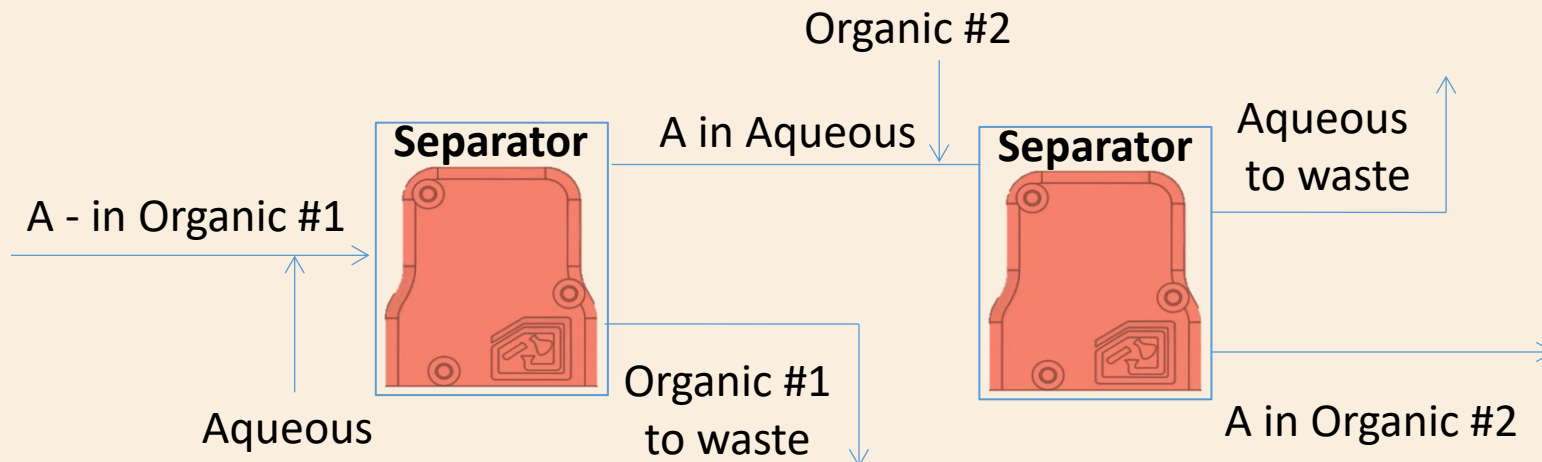 Organic #2
Separator
A in Aqueous
Separator
Aqueous
to waste
A - in Organic #1
Aqueous
Organic #1
to waste
A in Organic #2